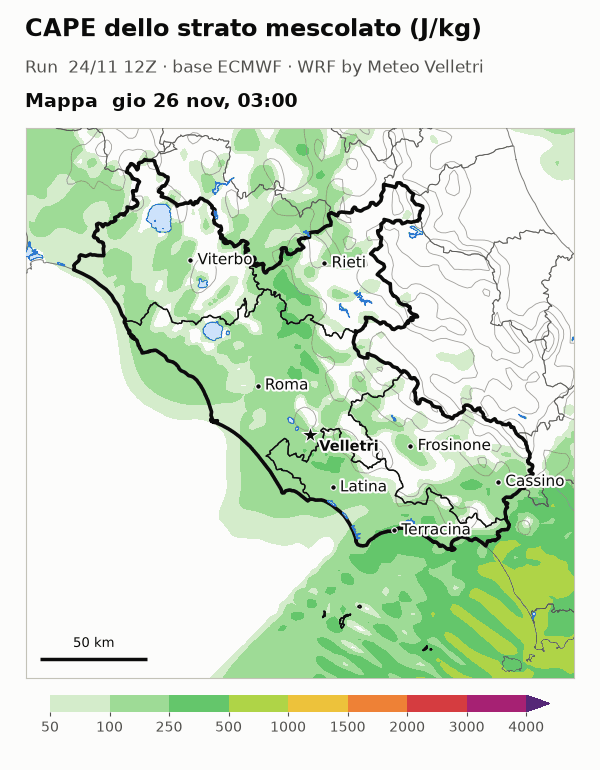 CAPE dello strato mescolato (J/kg)
Run  24/11 12Z · base ECMWF · WRF by Meteo Velletri
Mappa  gio 26 nov, 03:00
Viterbo
Rieti
Roma
Velletri
Frosinone
Latina
Cassino
Terracina
50 km
50 100 250 500 1000 1500 2000 3000 4000